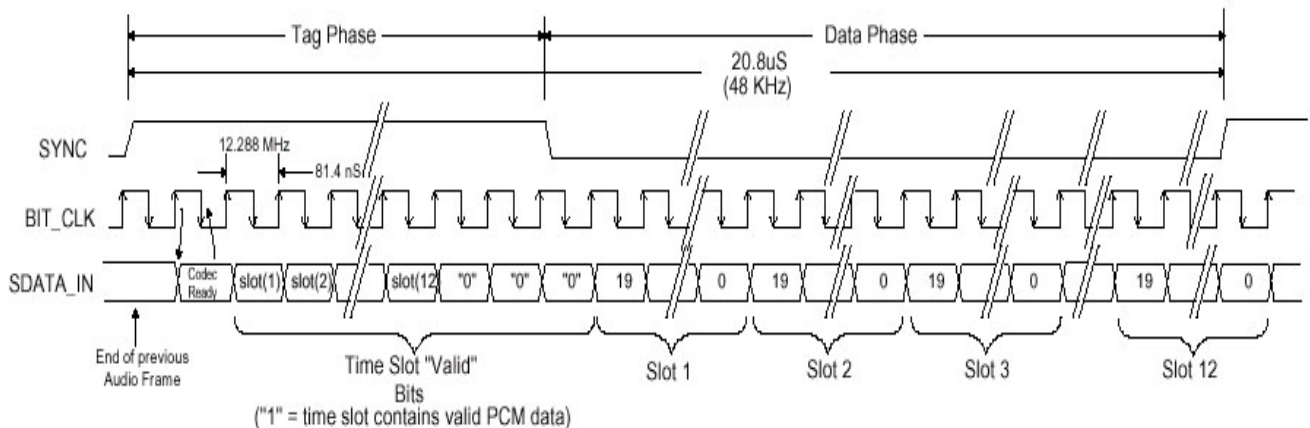 Tag Phase
Data Phase
20.8uS
(48 KHz)
SYNC
12.288 MHz
81.4 nS
BIT_CLK
SDATA_IN
Codec
Ready
slot(1)
slot(2)
slot(12
"0"
"0"
"0"
19
0
19
0
19
0
19
0
End of previous
Audio Frame
Time Slot "Valid"
Bits
("1" = time slot contains valid PCM data)
Slot 1
Slot 2
Slot 3
Slot 12